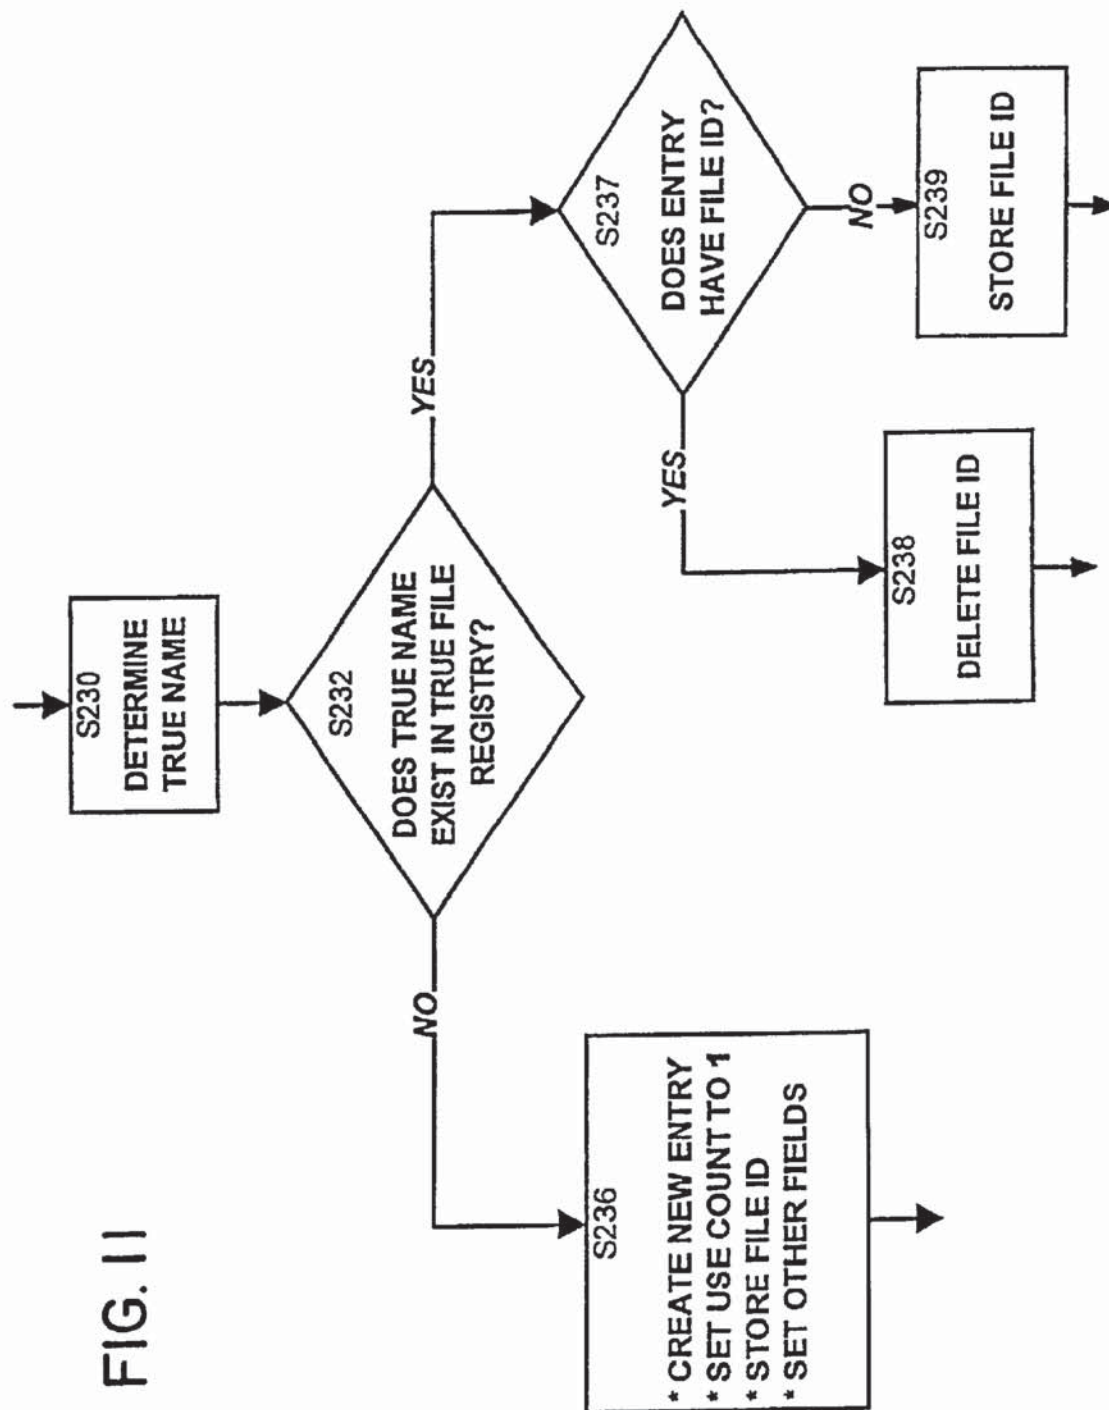 FIG. 11
S230
DETERMINE
TRUE NAME
S232
DOES TRUE NAME
EXIST IN TRUE FILE
REGISTRY?
NO
YES
S236
* CREATE NEW ENTRY
* SET USE COUNT TO 1
* STORE FILE ID
* SET OTHER FIELDS
S237
DOES ENTRY
HAVE FILE ID?
YES
NO
S238
DELETE FILE ID
S239
STORE FILE ID